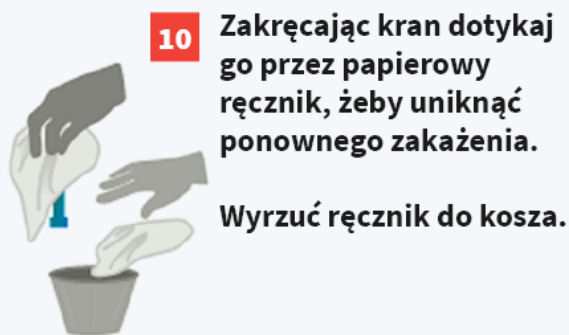 10
Zakręcając kran dotykaj
go przez papierowy
ręcznik, żeby uniknąć
ponownego zakażenia.
Wyrzuć ręcznik do kosza.